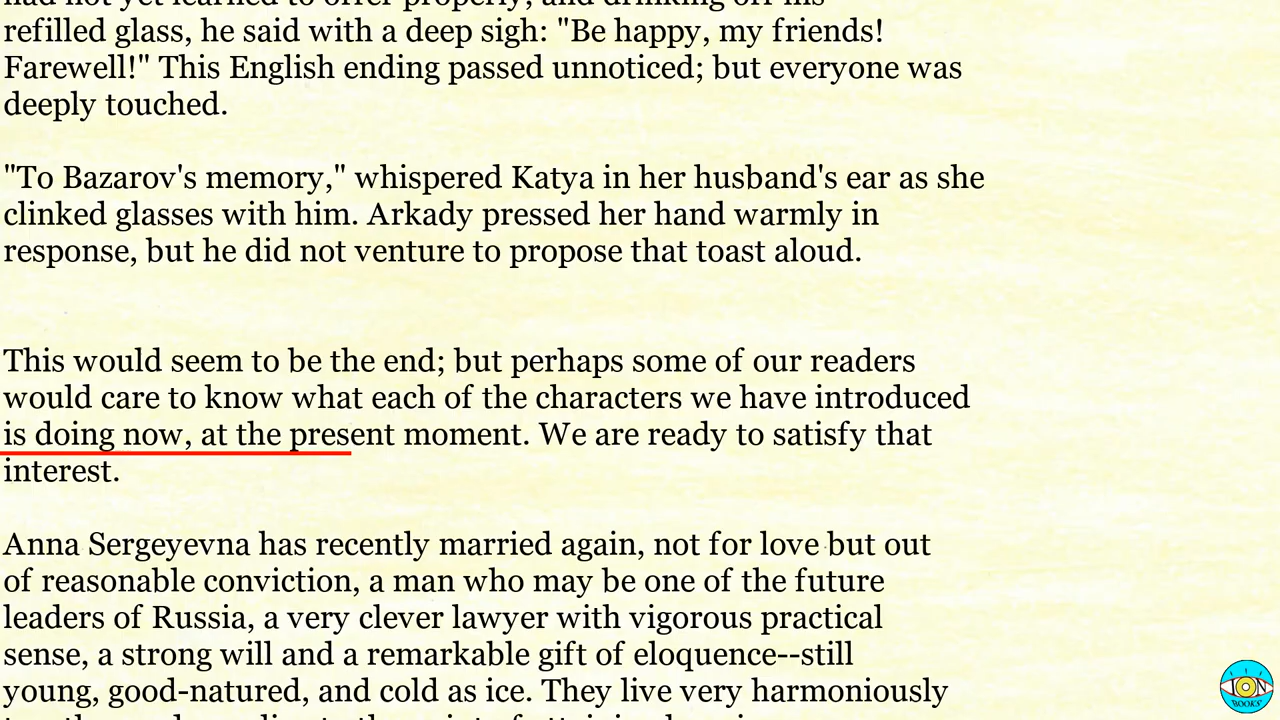 refilled glass, he said with a deep sigh: "Be happy, my friends!
Farewell!" This English ending passed unnoticed; but everyone was
deeply touched.
"To Bazarov's memory," whispered Katya in her husband's ear as she
clinked glasses with him. Arkady pressed her hand warmly in
response, but he did not venture to propose that toast aloud.
This would seem to be the end; but perhaps some of our readers
would care to know what each of the characters we have introduced
is doing now, at the present moment. We are ready to satisfy that
interest.
Anna Sergeyevna has recently married again, not for love but out
of reasonable conviction, a man who may be one of the future
leaders of Russia, a very clever lawyer with vigorous practical
sense, a strong will and a remarkable gift of eloquence--still
young, good-natured, and cold as ice. They live very harmoniously
ION
BOOKS